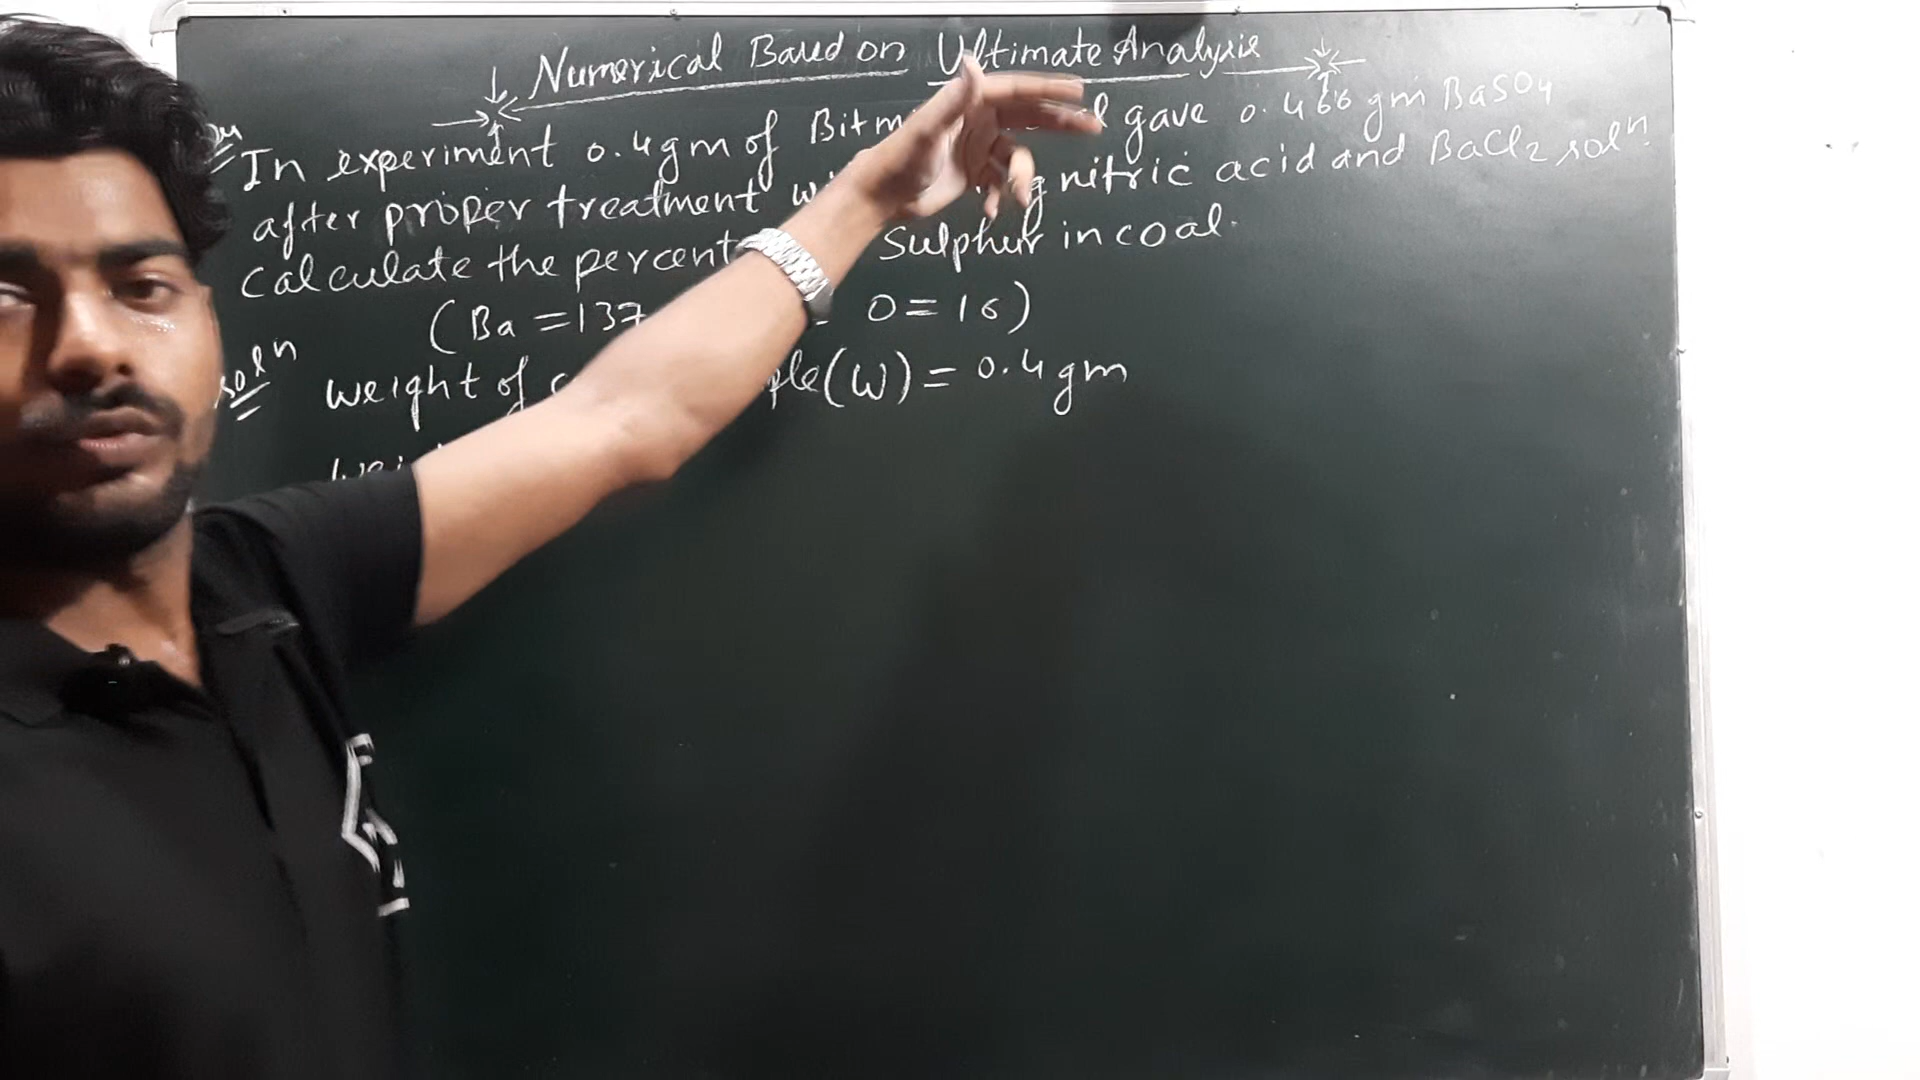 Numerical Based on Ultimate Analysis
In experiment 0.4gm of Bitm gave 0.466 gm BaSO4
after proper treatment nitric acid and BaCl2 solⁿ.
Calculate the percent Sulphur in coal.
(Ba = 137 O = 16)
solⁿ weight of (W) = 0.4 gm